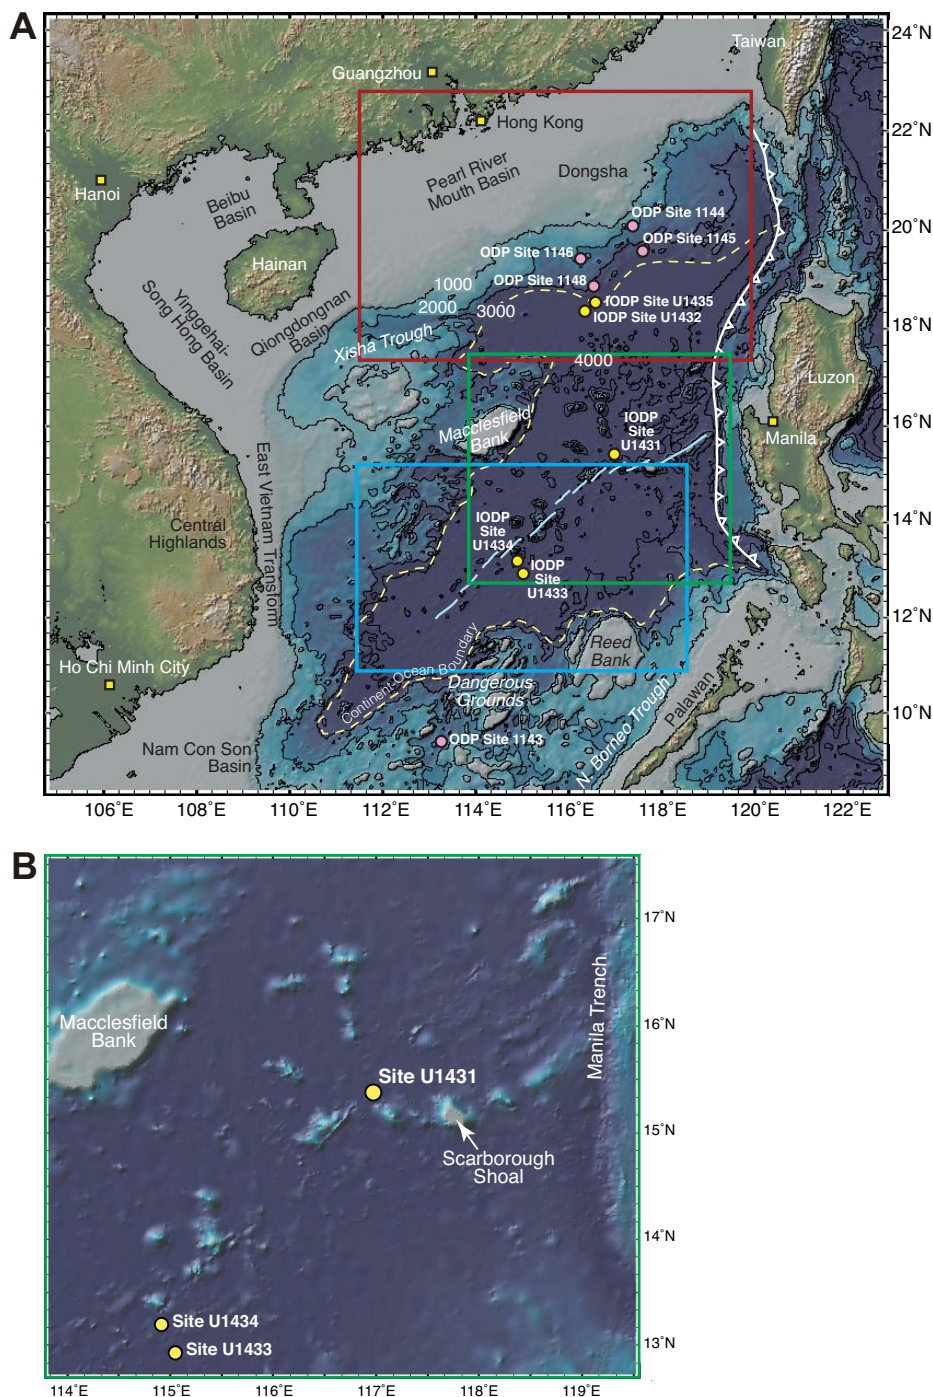 A
24°N
Taiwan
Guangzhou
Hong Kong
22°N
Pearl River
Mouth Basin
Dongsha
Hanoi
Beibu
Basin
ODP Site 1144
20°N
ODP Site 1145
ODP Site 1146
Hainan
ODP Site 1148
1000
2000
3000
IODP Site U1435
IODP Site U1432
Yinggehai-
Song Hong Basin
Qiongdongnan
Basin
18°N
Xisha Trough
4000
Luzon
Macclesfield
Bank
IODP
Site
U1431
16°N
Manila
East Vietnam Transform
Central
Highlands
IODP
Site
U1434
14°N
IODP
Site
U1433
12°N
Continent-Ocean Boundary
Reed
Bank
Ho Chi Minh City
Dangerous
Grounds
Palawan
10°N
N. Borneo Trough
ODP Site 1143
Nam Con Son
Basin
106°E
108°E
110°E
112°E
114°E
116°E
118°E
120°E
122°E
B
17°N
Manila Trench
Macclesfield
Bank
16°N
Site U1431
15°N
Scarborough
Shoal
14°N
Site U1434
Site U1433
13°N
114°E
115°E
116°E
117°E
118°E
119°E